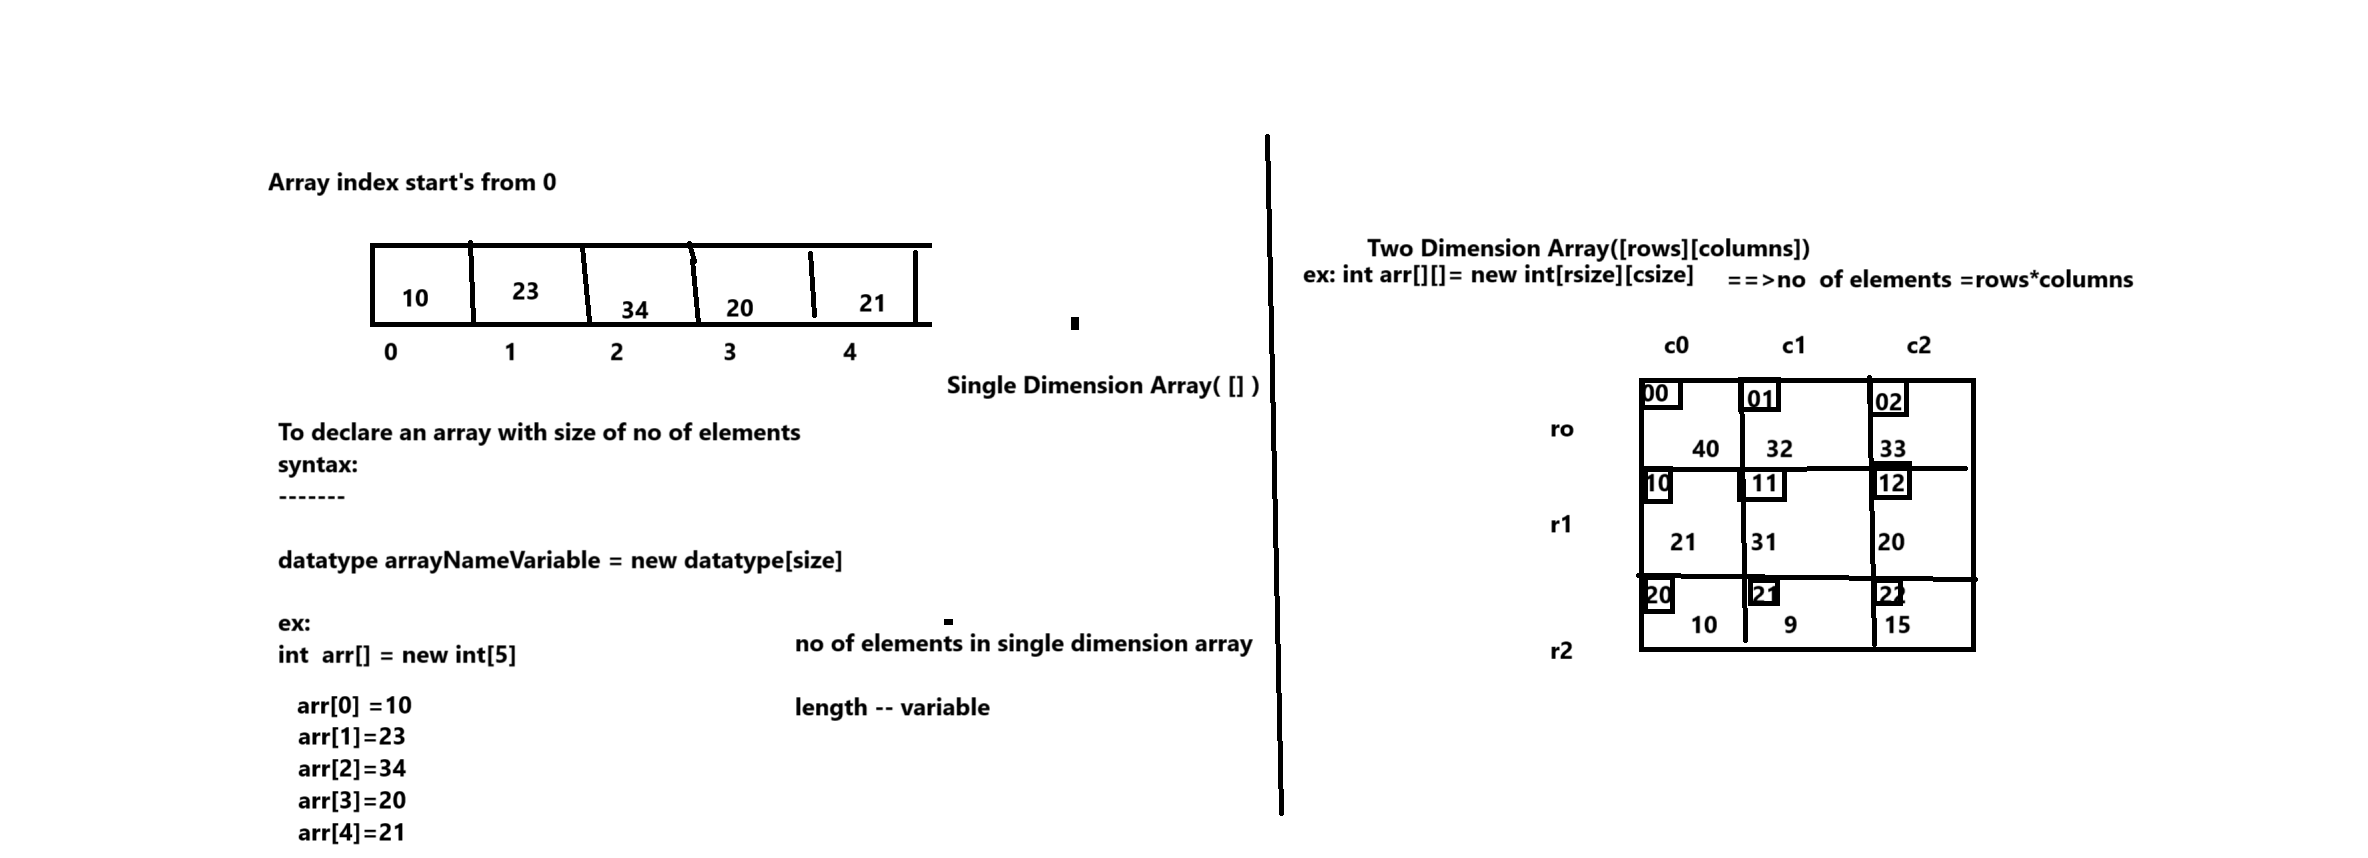 Array index start's from 0
10 23 34 20 21
0 1 2 3 4
Single Dimension Array( [] )
To declare an array with size of no of elements
syntax:
-------
datatype arrayNameVariable = new datatype[size]
ex:
int  arr[] = new int[5]
arr[0] =10
arr[1]=23
arr[2]=34
arr[3]=20
arr[4]=21
no of elements in single dimension array
length -- variable
Two Dimension Array([rows][columns])
ex: int arr[][]= new int[rsize][csize]
==>no  of elements =rows*columns
c0 c1 c2
00 01 02
ro
40 32 33
10 11 12
r1
21 31 20
20 21 22
10 9 15
r2